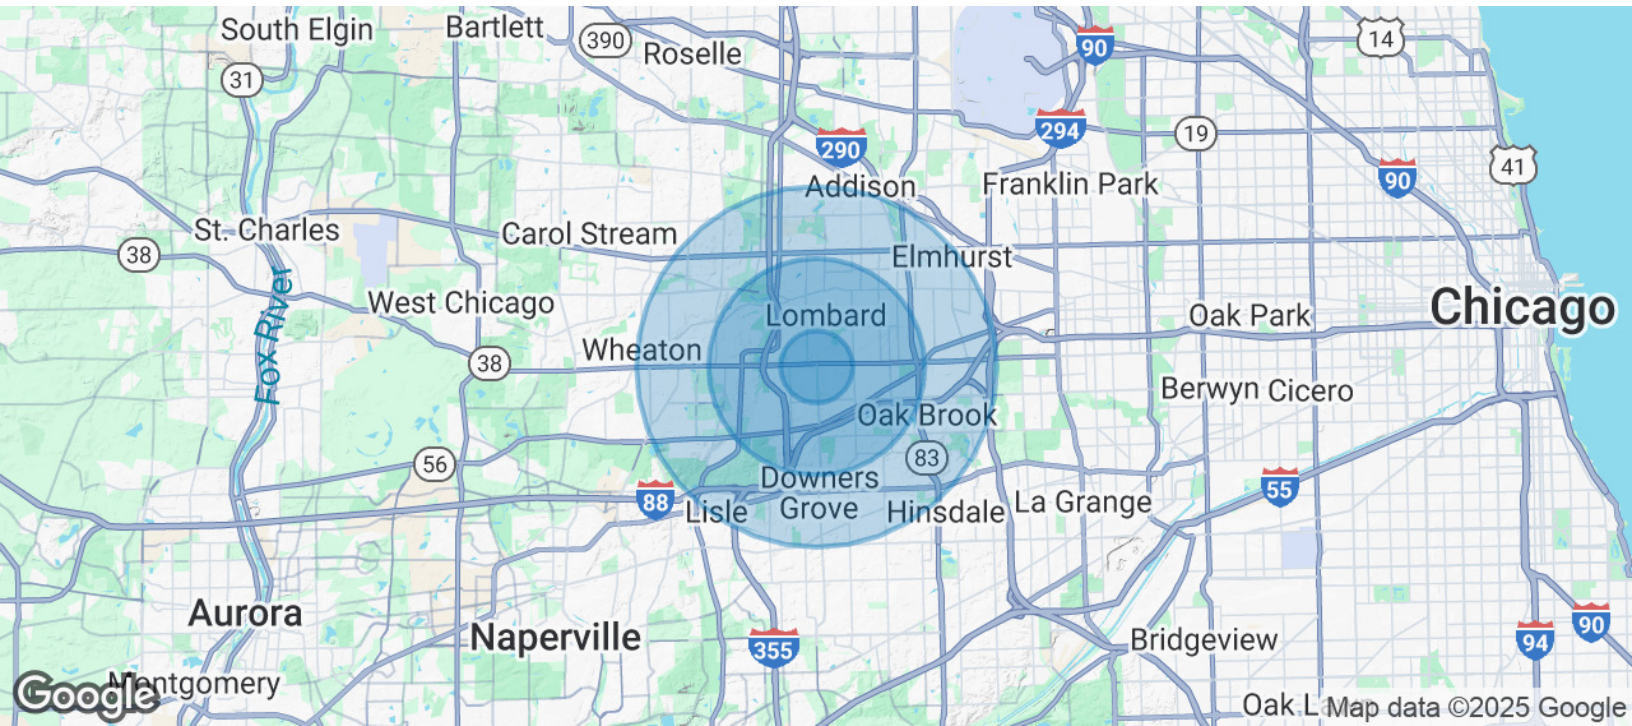 South Elgin
Bartlett
390
Roselle
90
14
31
294
19
290
41
90
Addison
Franklin Park
St. Charles
Carol Stream
38
Elmhurst
Fox River
West Chicago
Lombard
Oak Park
Chicago
Wheaton
38
Berwyn
Cicero
Oak Brook
56
83
Downers
Grove
88
Lisle
Hinsdale
La Grange
55
Aurora
Naperville
355
Bridgeview
94
90
Montgomery
Google
Oak L
Map data ©2025 Google